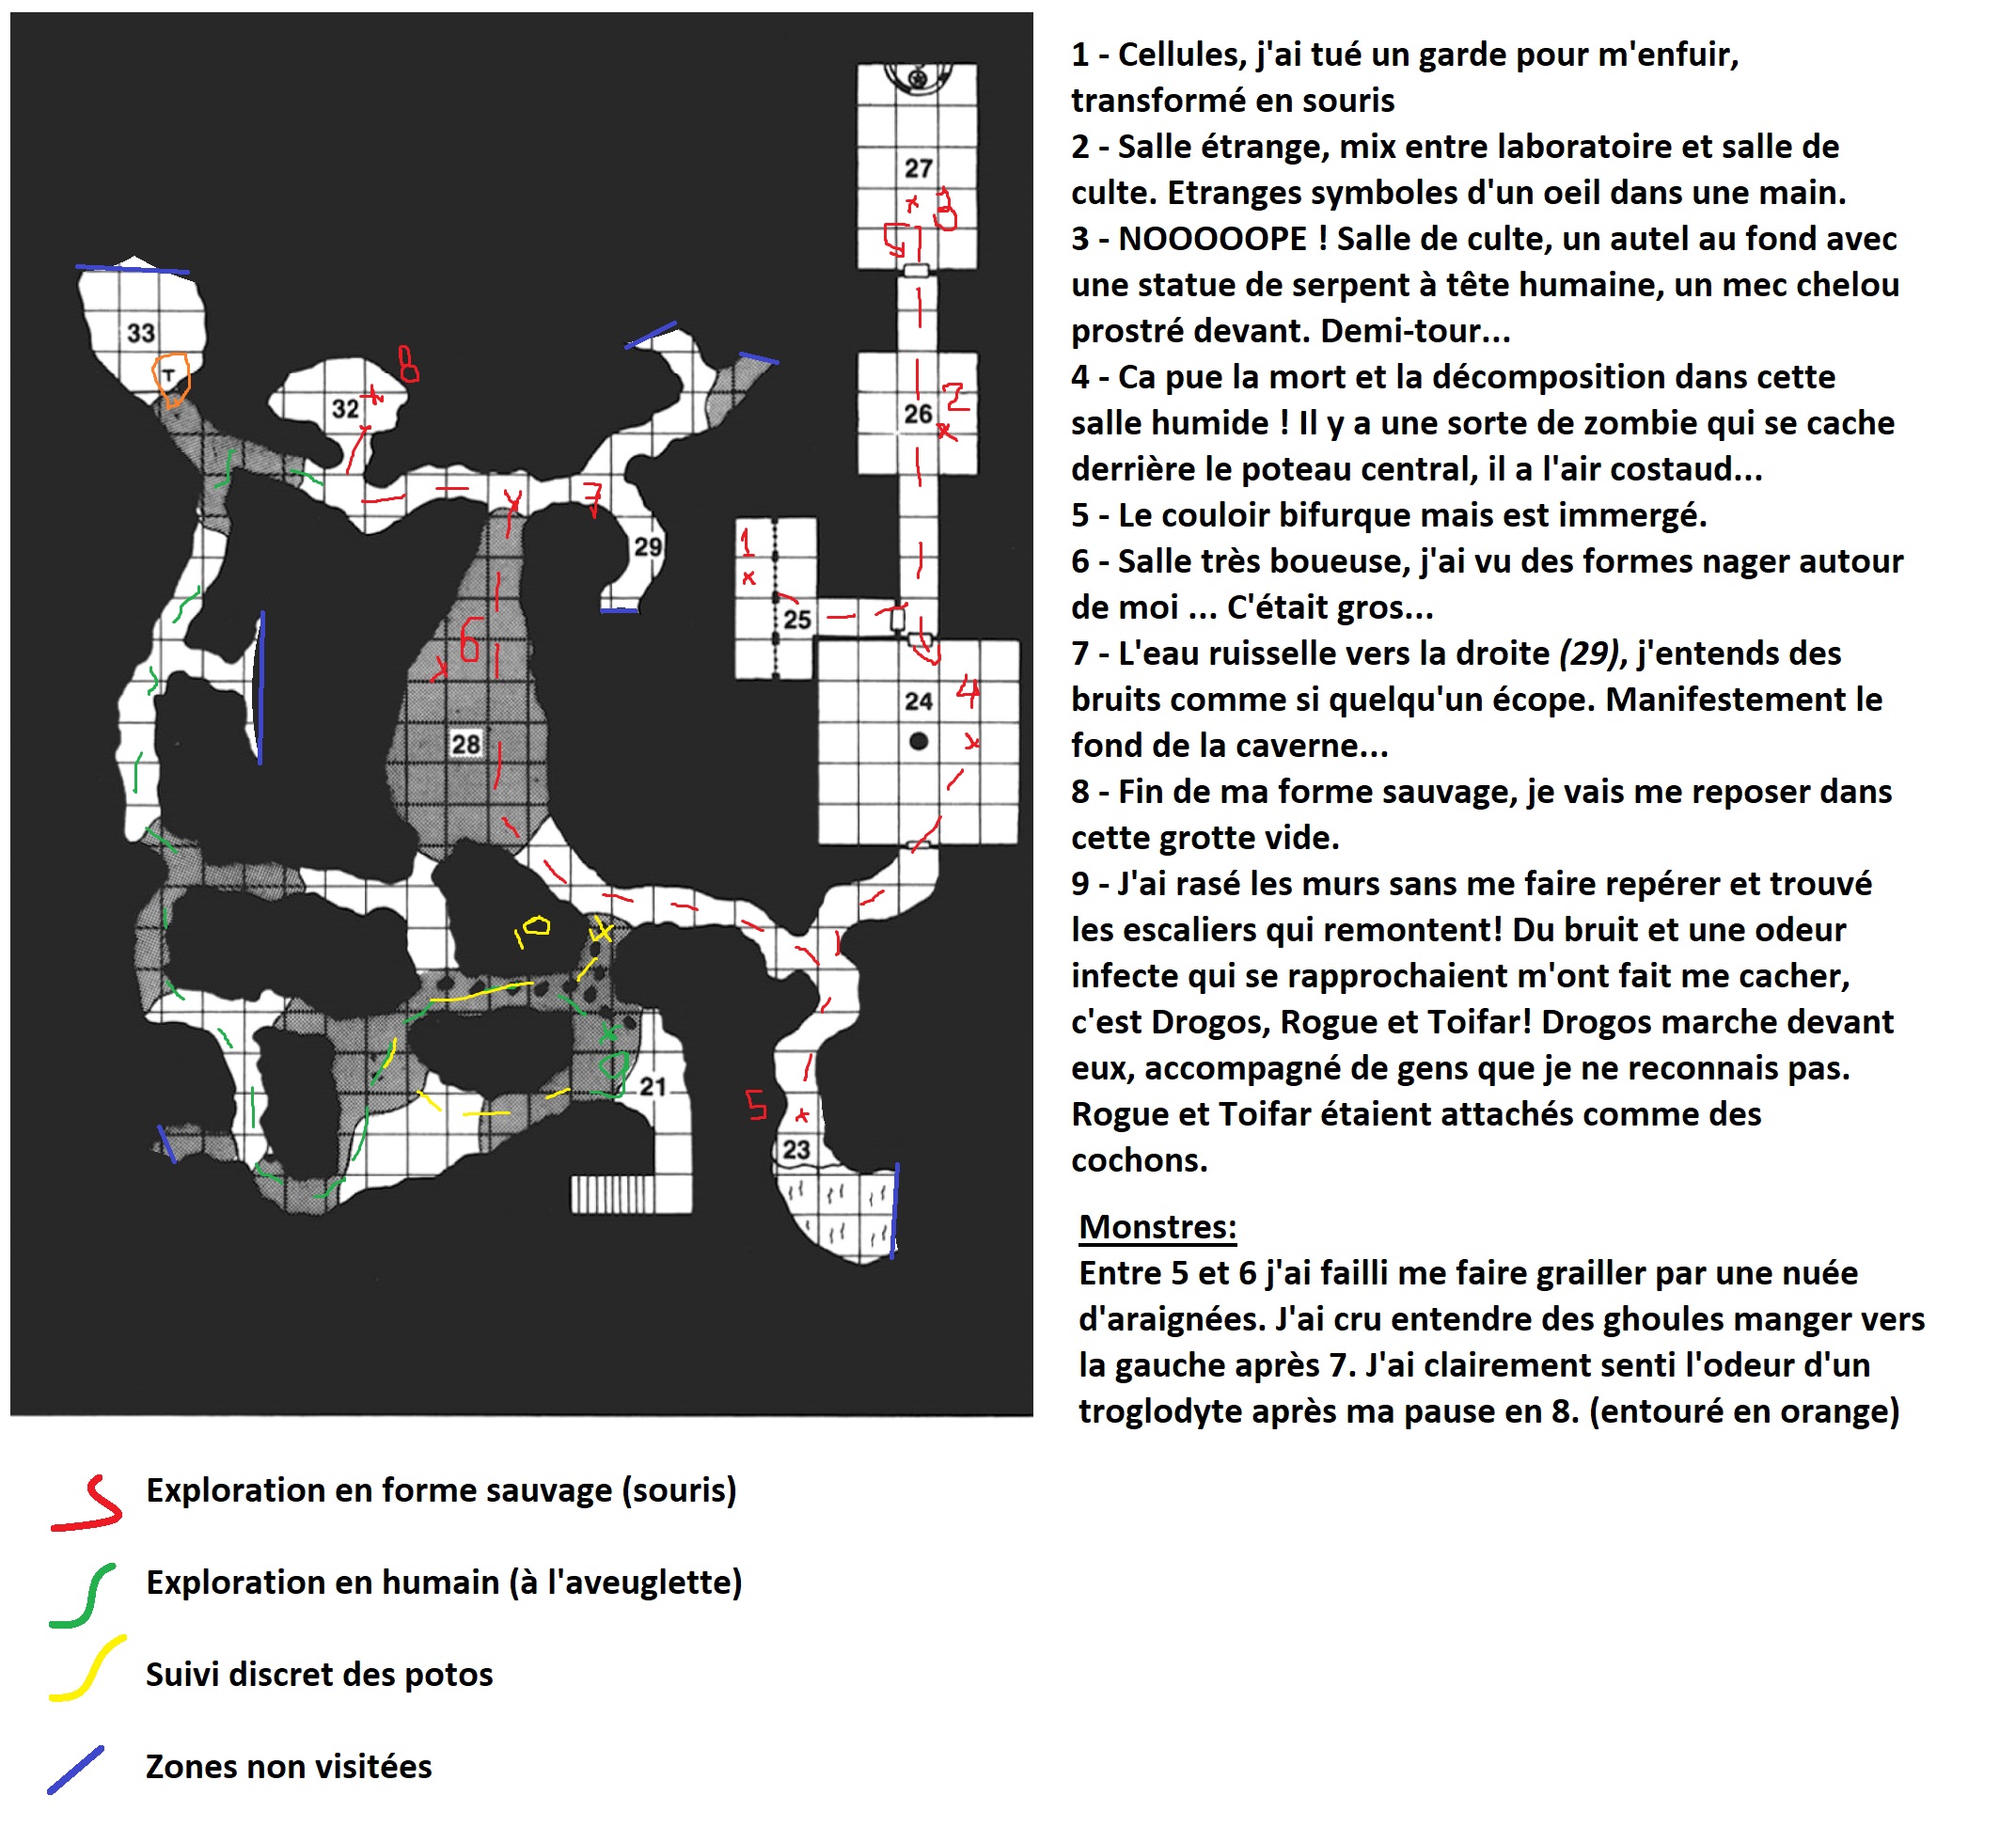 27
3
5
33
T
8
32
2
26
7
1
29
25
6
4
24
28
10
9
21
5
23
1 - Cellules, j'ai tué un garde pour m'enfuir,
transformé en souris
2 - Salle étrange, mix entre laboratoire et salle de
culte. Etranges symboles d'un oeil dans une main.
3 - NOOOOOPE ! Salle de culte, un autel au fond avec
une statue de serpent à tête humaine, un mec chelou
prostré devant. Demi-tour...
4 - Ca pue la mort et la décomposition dans cette
salle humide ! Il y a une sorte de zombie qui se cache
derrière le poteau central, il a l'air costaud...
5 - Le couloir bifurque mais est immergé.
6 - Salle très boueuse, j'ai vu des formes nager autour
de moi ... C'était gros...
7 - L'eau ruisselle vers la droite (29), j'entends des
bruits comme si quelqu'un écope. Manifestement le
fond de la caverne...
8 - Fin de ma forme sauvage, je vais me reposer dans
cette grotte vide.
9 - J'ai rasé les murs sans me faire repérer et trouvé
les escaliers qui remontent! Du bruit et une odeur
infecte qui se rapprochaient m'ont fait me cacher,
c'est Drogos, Rogue et Toifar! Drogos marche devant
eux, accompagné de gens que je ne reconnais pas.
Rogue et Toifar étaient attachés comme des
cochons.
Monstres:
Entre 5 et 6 j'ai failli me faire grailler par une nuée
d'araignées. J'ai cru entendre des ghoules manger vers
la gauche après 7. J'ai clairement senti l'odeur d'un
troglodyte après ma pause en 8. (entouré en orange)
Exploration en forme sauvage (souris)
Exploration en humain (à l'aveuglette)
Suivi discret des potos
Zones non visitées